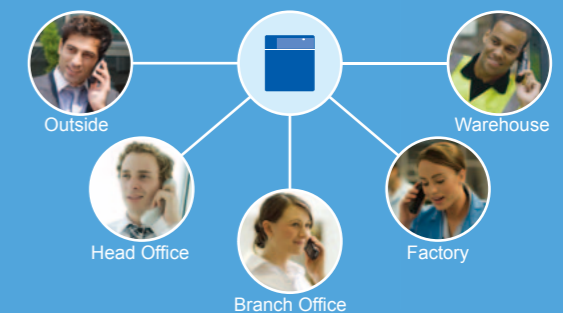 Outside
Warehouse
Head Office
Factory
Branch Office